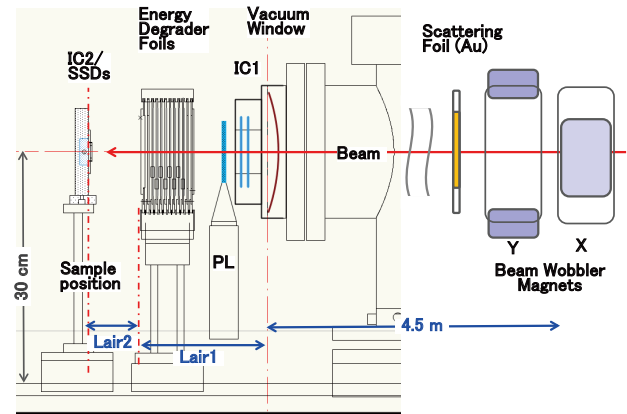 Energy
Degrader
Foils
Vacuum
Window
Scattering
Foil (Au)
IC2/
SSDs
IC1
Beam
PL
Y
X
Beam Wobbler
Magnets
Sample
position
30 cm
4.5 m
Lair2
Lair1